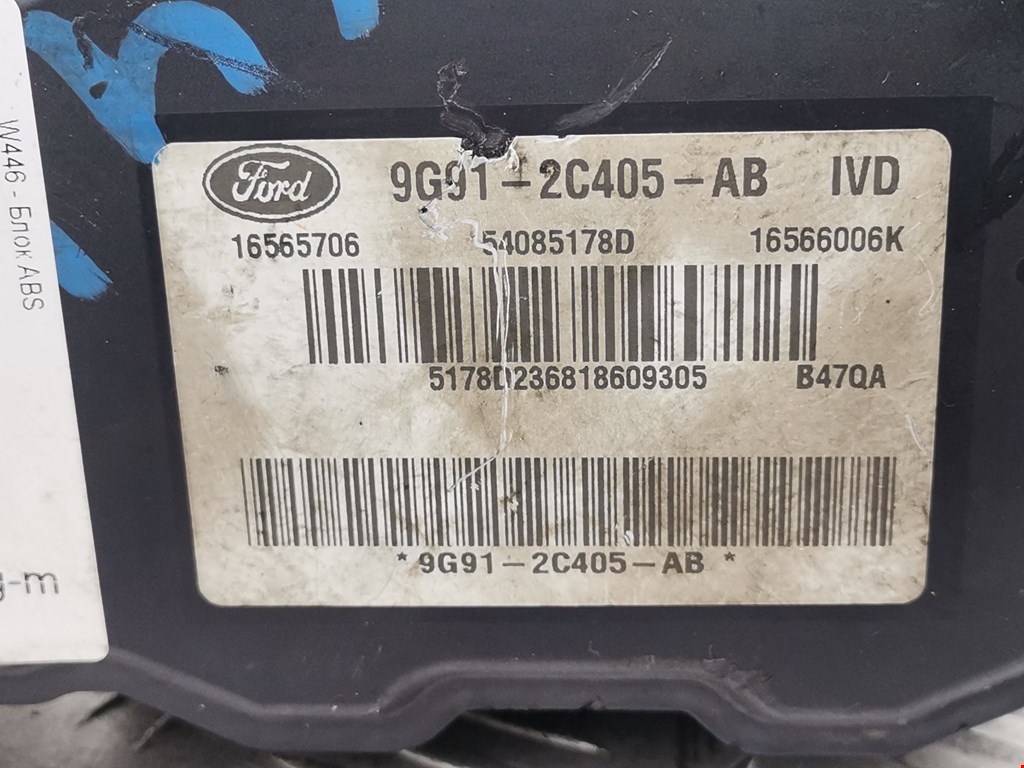 Ford 9G91-2C405-AB IVD
16565706 54085178D 16566006K
5178D236818609305 B47QA
*9G91-2C405-AB*
W446 - Блок ABS
g-m